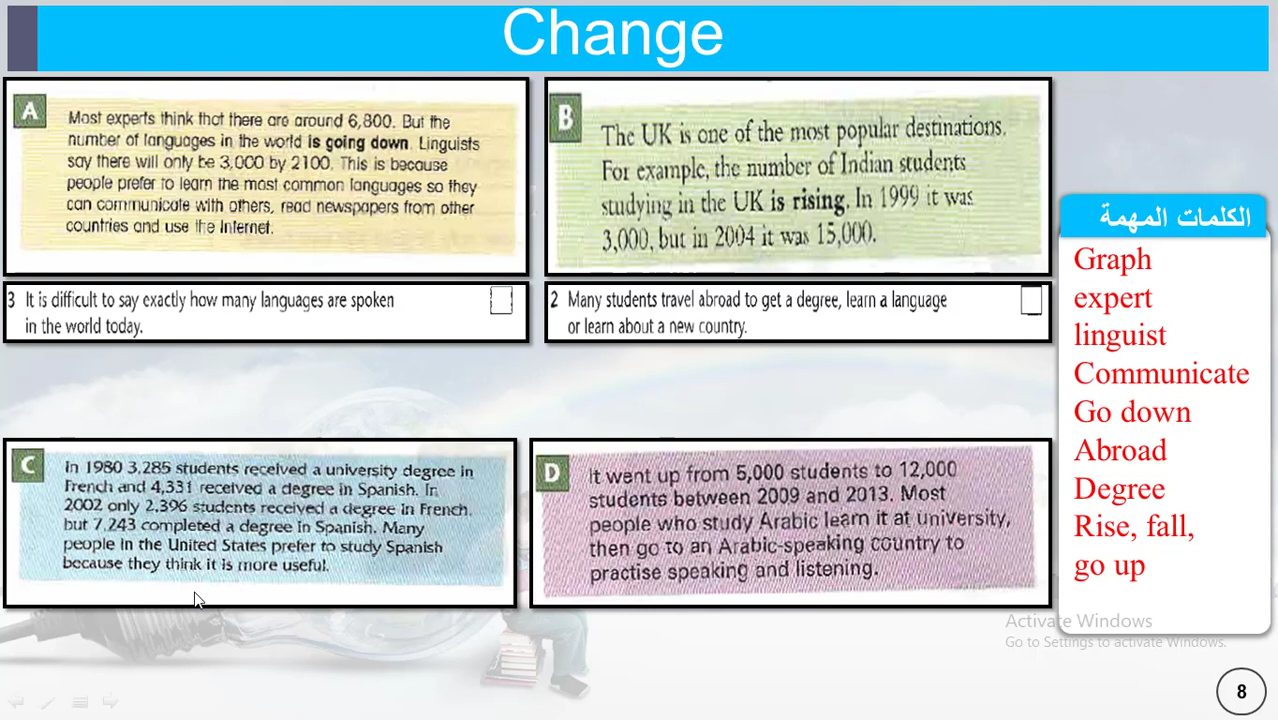 Change
A
Most experts think that there are around 6,800. But the
number of languages in the world is going down. Linguists
say there will only be 3,000 by 2100. This is because
people prefer to learn the most common languages so they
can communicate with others, read newspapers from other
countries and use the Internet.
B
The UK is one of the most popular destinations.
For example, the number of Indian students
studying in the UK is rising. In 1999 it was
3,000, but in 2004 it was 15,000.
3 It is difficult to say exactly how many languages are spoken
in the world today.
2 Many students travel abroad to get a degree, learn a language
or learn about a new country.
C
In 1980 3,285 students received a university degree in
French and 4,331 received a degree in Spanish. In
2002 only 2,396 students received a degree in French,
but 7,243 completed a degree in Spanish. Many
people in the United States prefer to study Spanish
because they think it is more useful.
D
It went up from 5,000 students to 12,000
students between 2009 and 2013. Most
people who study Arabic learn it at university,
then go to an Arabic-speaking country to
practise speaking and listening.
الكلمات المهمة
Graph
expert
linguist
Communicate
Go down
Abroad
Degree
Rise, fall,
go up
Activate Windows
Go to Settings to activate Windows.
8